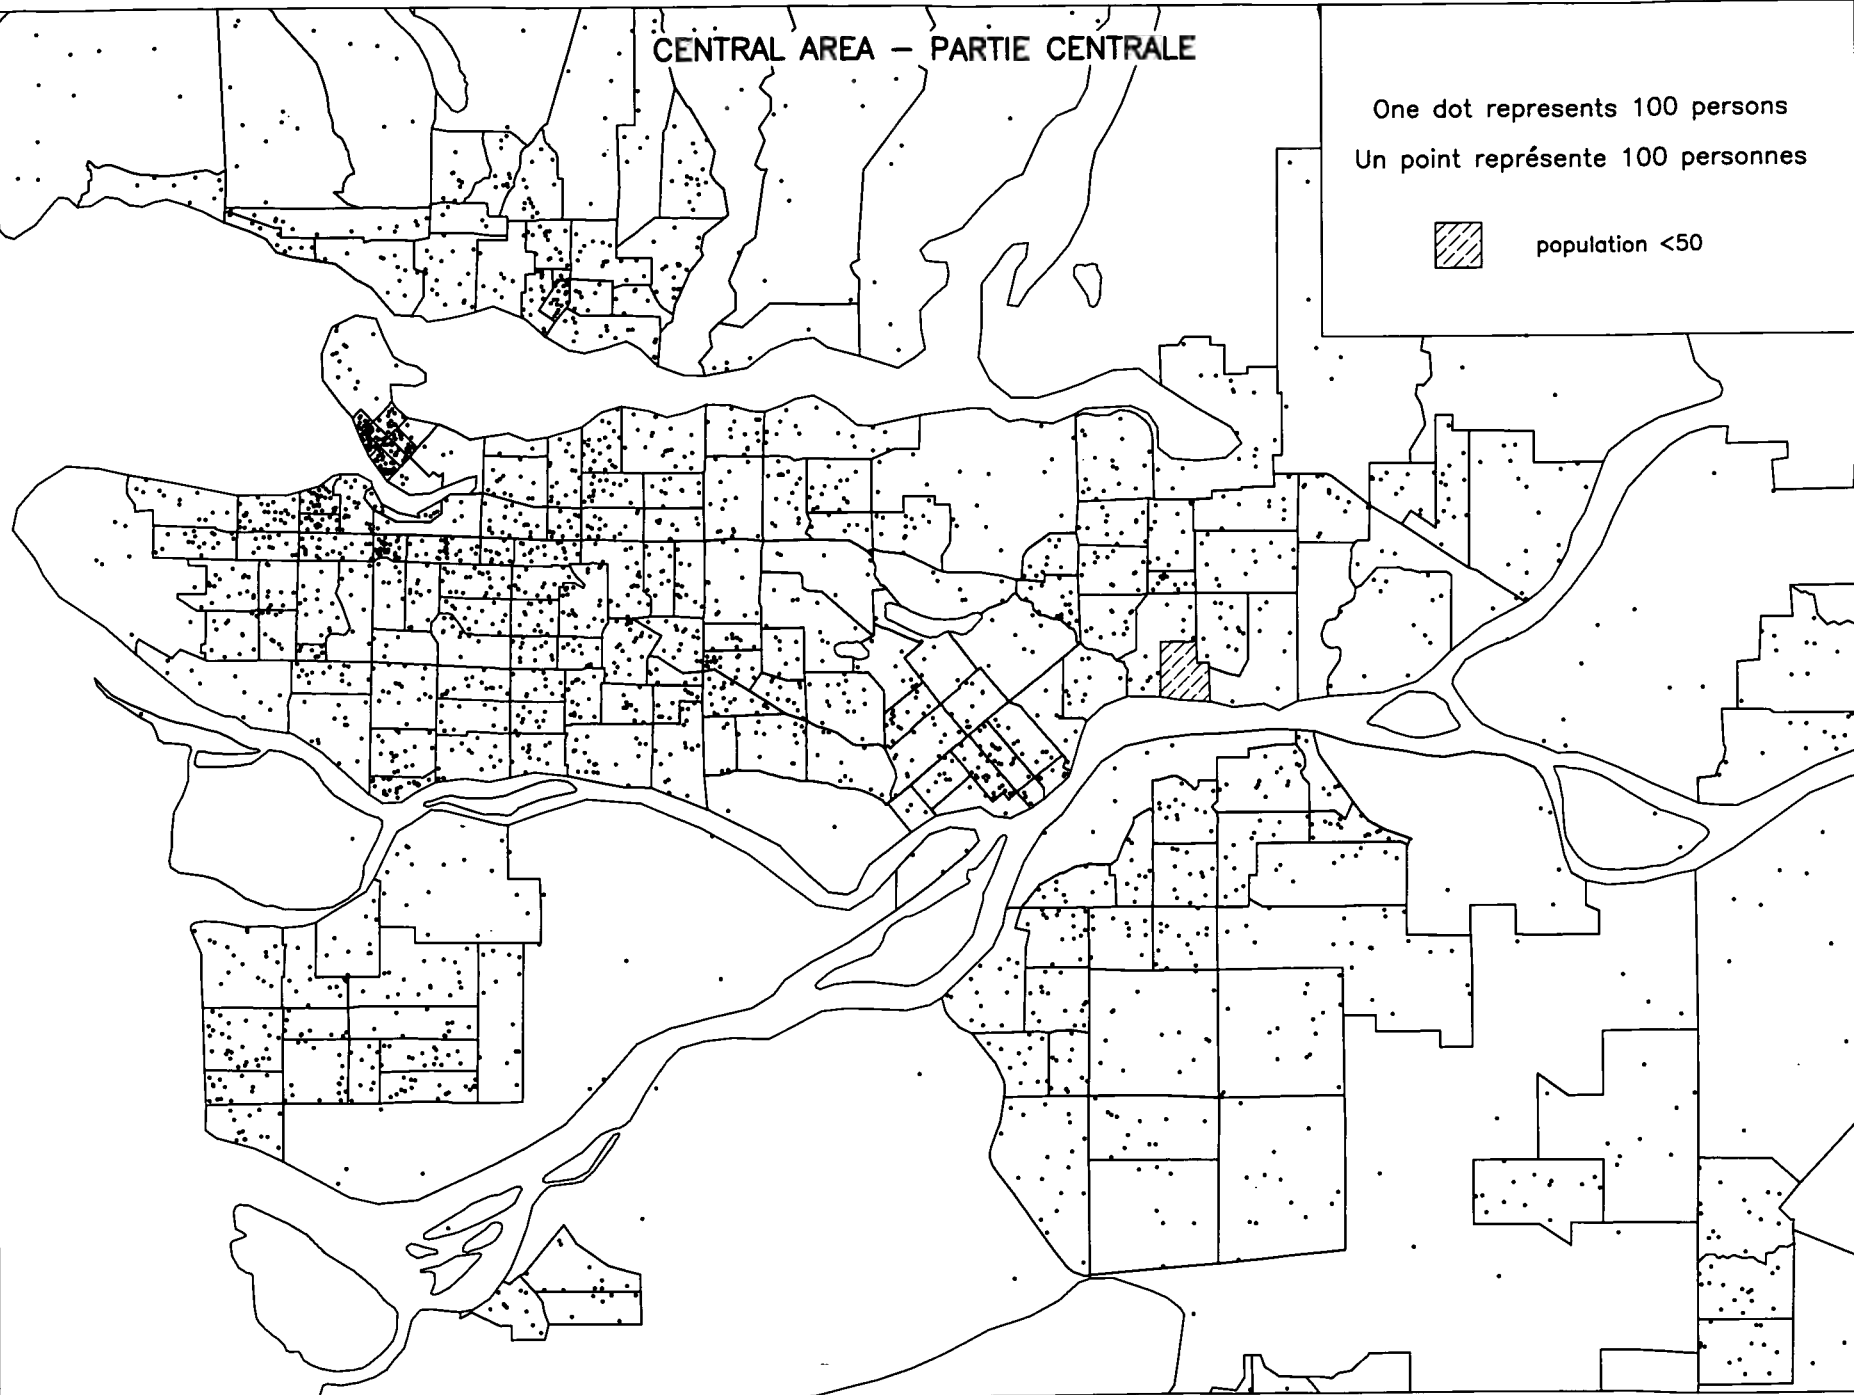 CENTRAL AREA – PARTIE CENTRALE
One dot represents 100 persons
Un point représente 100 personnes
population <50